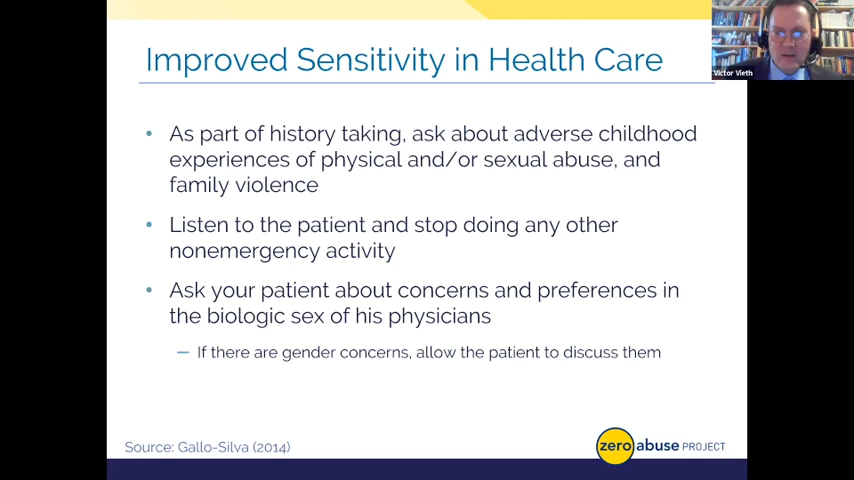 Improved Sensitivity in Health Care
Victor Vieth
• As part of history taking, ask about adverse childhood
experiences of physical and/or sexual abuse, and
family violence
• Listen to the patient and stop doing any other
nonemergency activity
• Ask your patient about concerns and preferences in
the biologic sex of his physicians
— If there are gender concerns, allow the patient to discuss them
Source: Gallo-Silva (2014)
zero abuse PROJECT